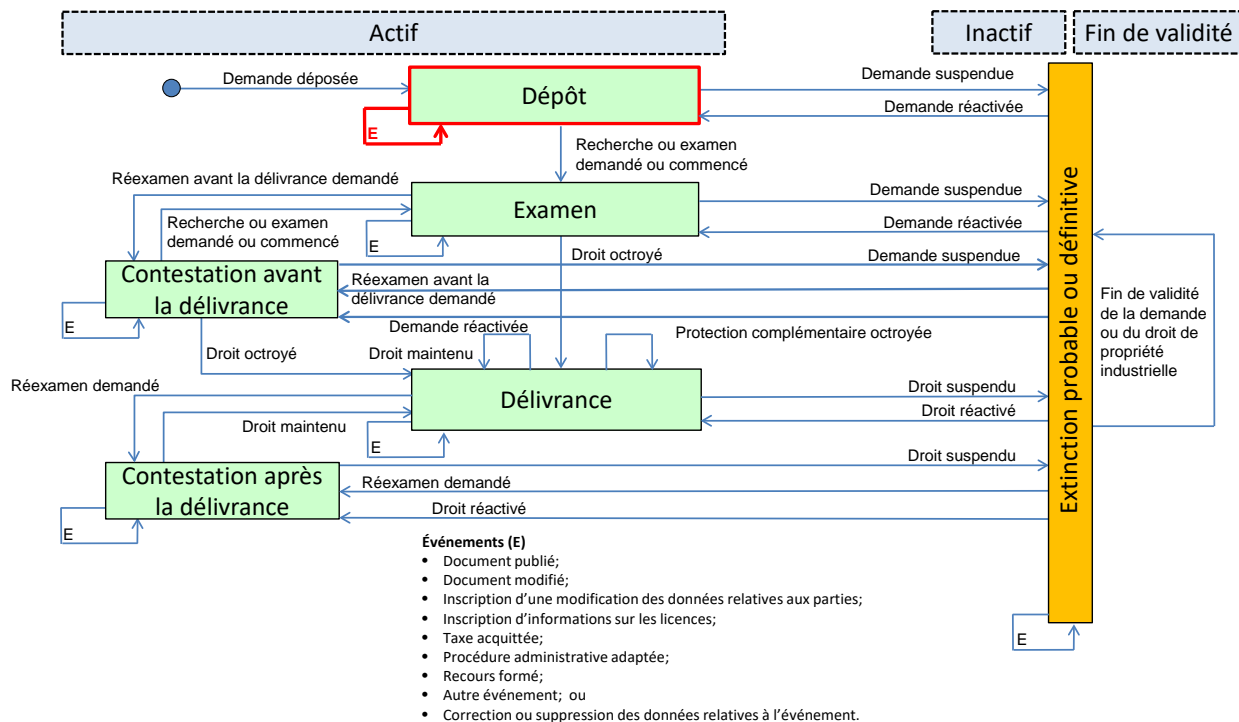 Actif
Inactif
Fin de validité
Demande déposée
Dépôt
E
Demande suspendue
Demande réactivée
Recherche ou examen
demandé ou commencé
Réexamen avant la délivrance demandé
Examen
E
Demande suspendue
Demande réactivée
Recherche ou examen
demandé ou commencé
Droit octroyé
Demande suspendue
Contestation avant
la délivrance
E
Réexamen avant la
délivrance demandé
Demande réactivée
Protection complémentaire octroyée
Fin de validité
de la demande
ou du droit de
propriété
industrielle
Extinction probable ou définitive
Droit octroyé
Droit maintenu
Réexamen demandé
Délivrance
E
Droit suspendu
Droit réactivé
Droit maintenu
Droit suspendu
Contestation après
la délivrance
E
Réexamen demandé
Droit réactivé
Événements (E)
• Document publié;
• Document modifié;
• Inscription d’une modification des données relatives aux parties;
• Inscription d’informations sur les licences;
• Taxe acquittée;
• Procédure administrative adaptée;
• Recours formé;
• Autre événement; ou
• Correction ou suppression des données relatives à l’événement.
E